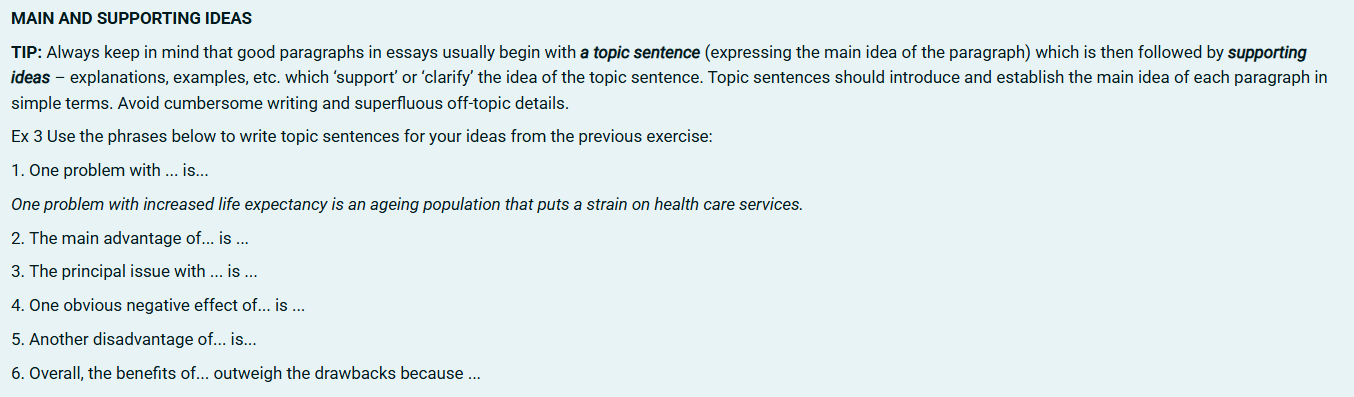 MAIN AND SUPPORTING IDEAS
TIP: Always keep in mind that good paragraphs in essays usually begin with a topic sentence (expressing the main idea of the paragraph) which is then followed by supporting
ideas – explanations, examples, etc. which ‘support’ or ‘clarify’ the idea of the topic sentence. Topic sentences should introduce and establish the main idea of each paragraph in
simple terms. Avoid cumbersome writing and superfluous off-topic details.
Ex 3 Use the phrases below to write topic sentences for your ideas from the previous exercise:
1. One problem with ... is...
One problem with increased life expectancy is an ageing population that puts a strain on health care services.
2. The main advantage of... is ...
3. The principal issue with ... is ...
4. One obvious negative effect of... is ...
5. Another disadvantage of... is...
6. Overall, the benefits of... outweigh the drawbacks because ...